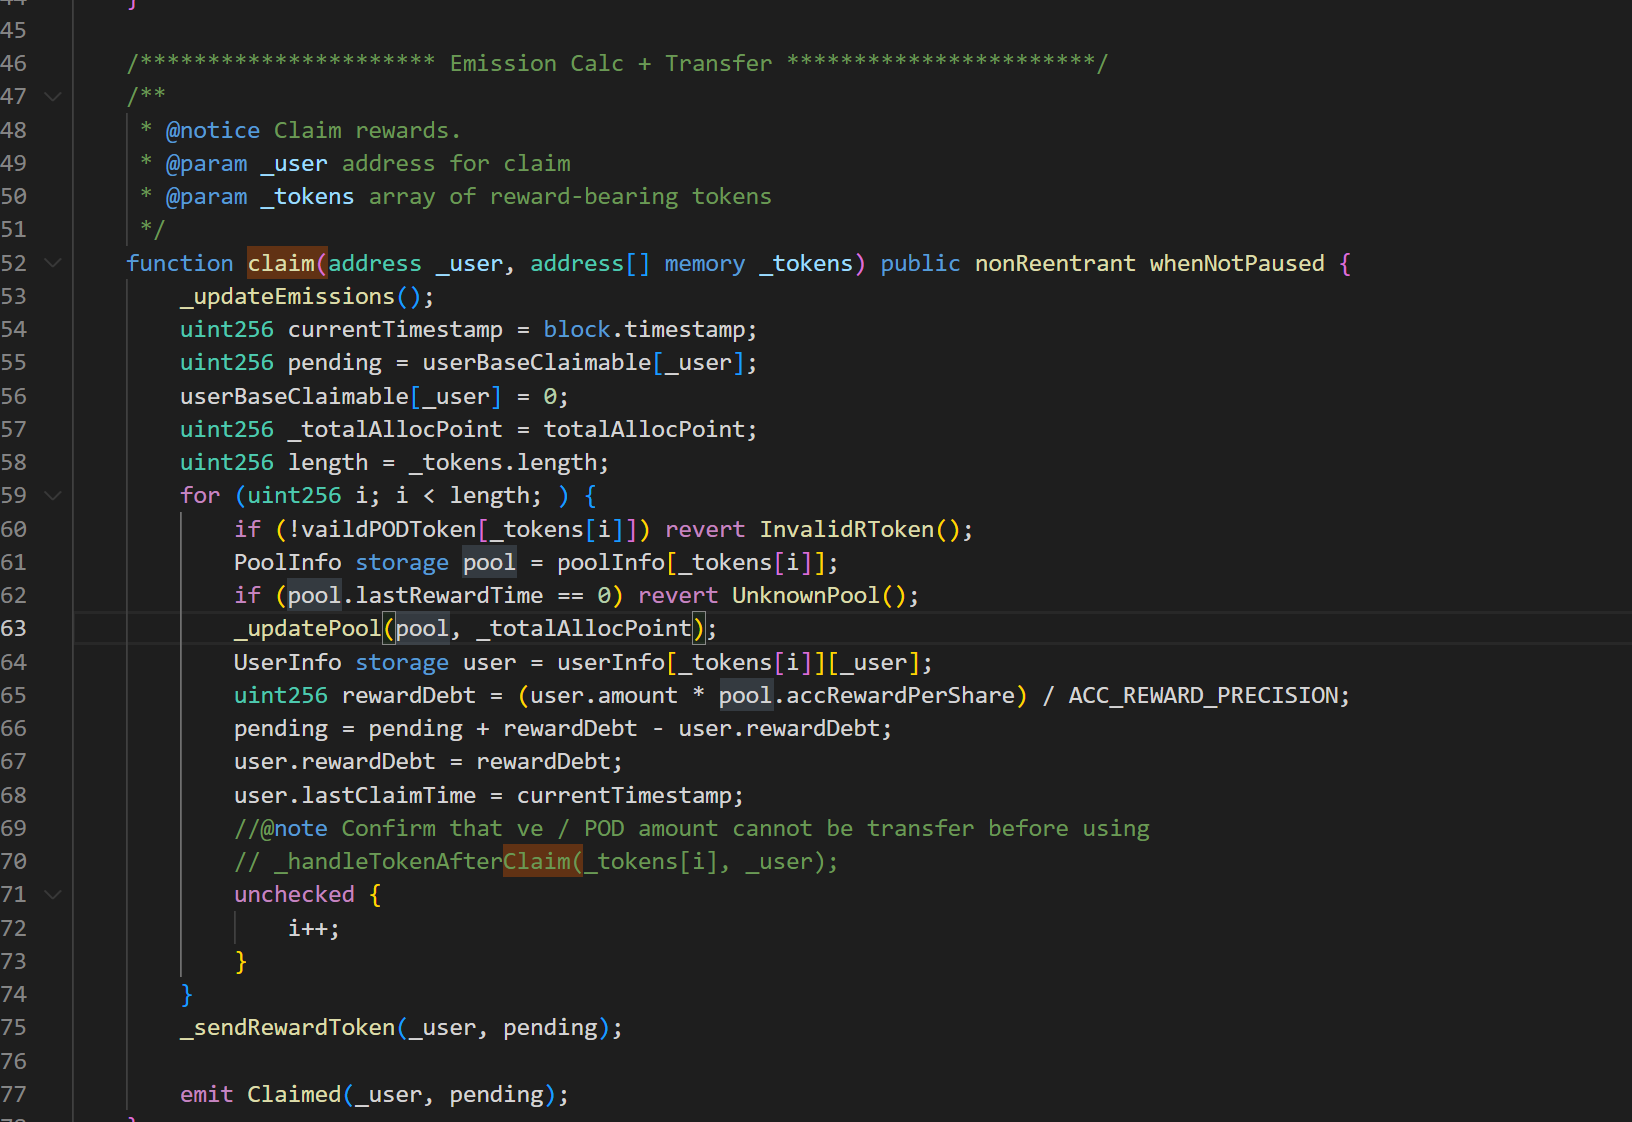 44 }
45
46 /********************** Emission Calc + Transfer ***********************/
47 /**
48 * @notice Claim rewards.
49 * @param _user address for claim
50 * @param _tokens array of reward-bearing tokens
51 */
52 function claim(address _user, address[] memory _tokens) public nonReentrant whenNotPaused {
53 _updateEmissions();
54 uint256 currentTimestamp = block.timestamp;
55 uint256 pending = userBaseClaimable[_user];
56 userBaseClaimable[_user] = 0;
57 uint256 _totalAllocPoint = totalAllocPoint;
58 uint256 length = _tokens.length;
59 for (uint256 i; i < length; ) {
60 if (!vaildPODToken[_tokens[i]]) revert InvalidRToken();
61 PoolInfo storage pool = poolInfo[_tokens[i]];
62 if (pool.lastRewardTime == 0) revert UnknownPool();
63 _updatePool(pool, _totalAllocPoint);
64 UserInfo storage user = userInfo[_tokens[i]][_user];
65 uint256 rewardDebt = (user.amount * pool.accRewardPerShare) / ACC_REWARD_PRECISION;
66 pending = pending + rewardDebt - user.rewardDebt;
67 user.rewardDebt = rewardDebt;
68 user.lastClaimTime = currentTimestamp;
69 //@note Confirm that ve / POD amount cannot be transfer before using
70 // _handleTokenAfterClaim(_tokens[i], _user);
71 unchecked {
72 i++;
73 }
74 }
75 _sendRewardToken(_user, pending);
76
77 emit Claimed(_user, pending);
78 }